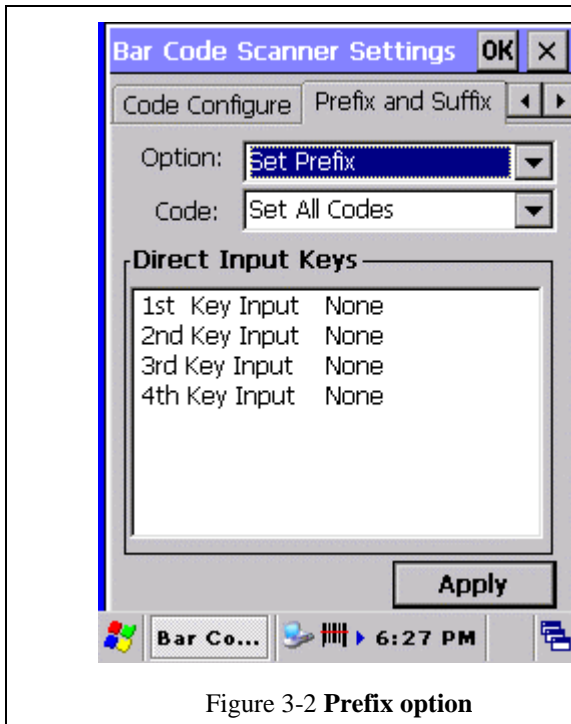 Bar Code Scanner Settings OK ×
Code Configure Prefix and Suffix
Option: Set Prefix
Code: Set All Codes
Direct Input Keys
1st Key Input None
2nd Key Input None
3rd Key Input None
4th Key Input None
Apply
Bar Co... 6:27 PM
Figure 3-2 Prefix option